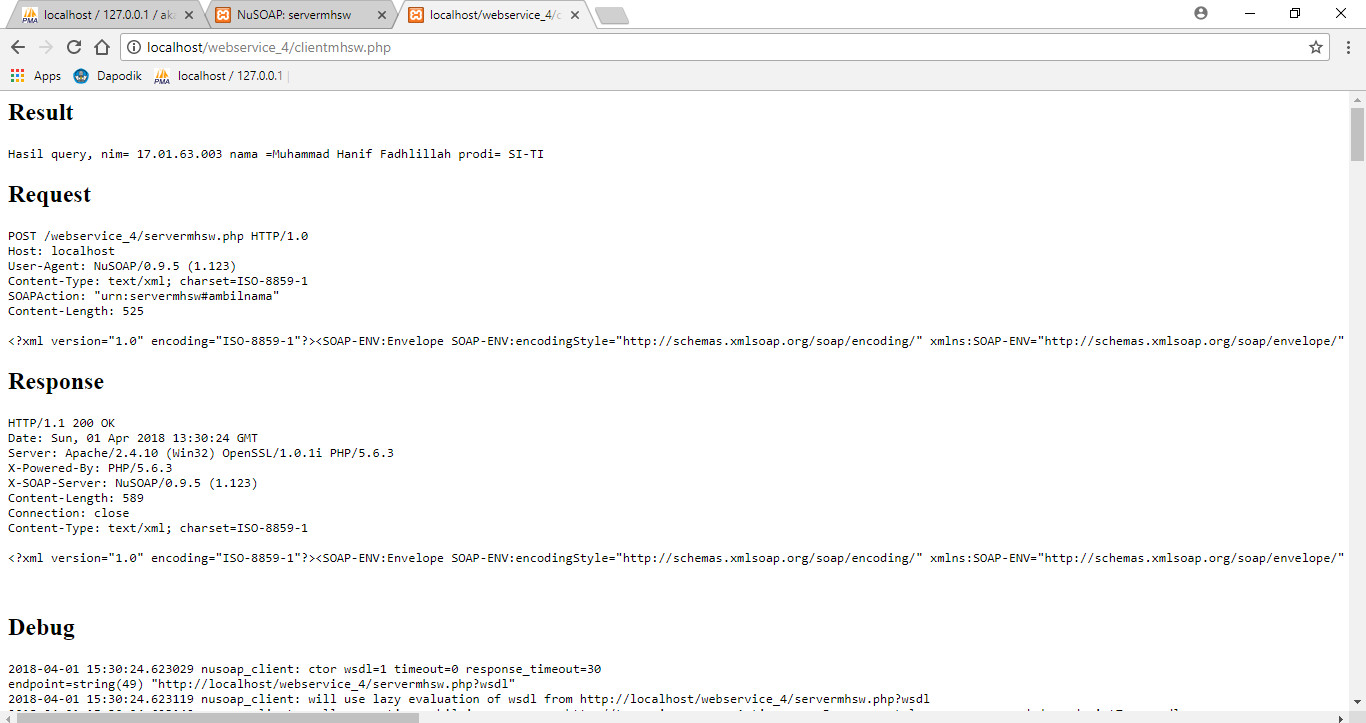 localhost / 127.0.0.1 / aka
NuSOAP: servermhsw
localhost/webservice_4/c
localhost/webservice_4/clientmhsw.php
Apps Dapodik PMA localhost / 127.0.0.1 |
Result
Hasil query, nim= 17.01.63.003 nama =Muhammad Hanif Fadhlillah prodi= SI-TI
Request
POST /webservice_4/servermhsw.php HTTP/1.0
Host: localhost
User-Agent: NuSOAP/0.9.5 (1.123)
Content-Type: text/xml; charset=ISO-8859-1
SOAPAction: "urn:servermhsw#ambilnama"
Content-Length: 525
<?xml version="1.0" encoding="ISO-8859-1"?><SOAP-ENV:Envelope SOAP-ENV:encodingStyle="http://schemas.xmlsoap.org/soap/encoding/" xmlns:SOAP-ENV="http://schemas.xmlsoap.org/soap/envelope/"
Response
HTTP/1.1 200 OK
Date: Sun, 01 Apr 2018 13:30:24 GMT
Server: Apache/2.4.10 (Win32) OpenSSL/1.0.1i PHP/5.6.3
X-Powered-By: PHP/5.6.3
X-SOAP-Server: NuSOAP/0.9.5 (1.123)
Content-Length: 589
Connection: close
Content-Type: text/xml; charset=ISO-8859-1
<?xml version="1.0" encoding="ISO-8859-1"?><SOAP-ENV:Envelope SOAP-ENV:encodingStyle="http://schemas.xmlsoap.org/soap/encoding/" xmlns:SOAP-ENV="http://schemas.xmlsoap.org/soap/envelope/"
Debug
2018-04-01 15:30:24.623029 nusoap_client: ctor wsdl=1 timeout=0 response_timeout=30
endpoint=string(49) "http://localhost/webservice_4/servermhsw.php?wsdl"
2018-04-01 15:30:24.623119 nusoap_client: will use lazy evaluation of wsdl from http://localhost/webservice_4/servermhsw.php?wsdl